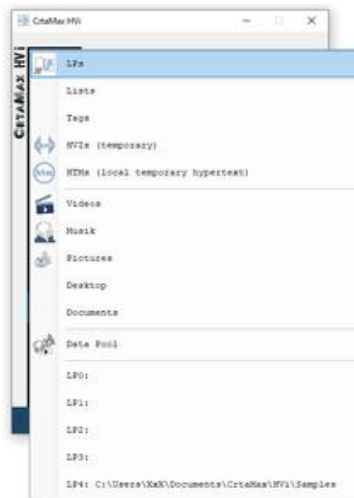 CrtaMax HVi
CrtaMax HVi
LPs
Lists
Tags
HVIs (temporary)
HTMs (local temporary hypertext)
Videos
Musik
Pictures
Desktop
Documents
Data Pool
LP0:
LP1:
LP2:
LP3:
LP4: C:\Users\XaX\Documents\CrtaMax\HVi\Samples